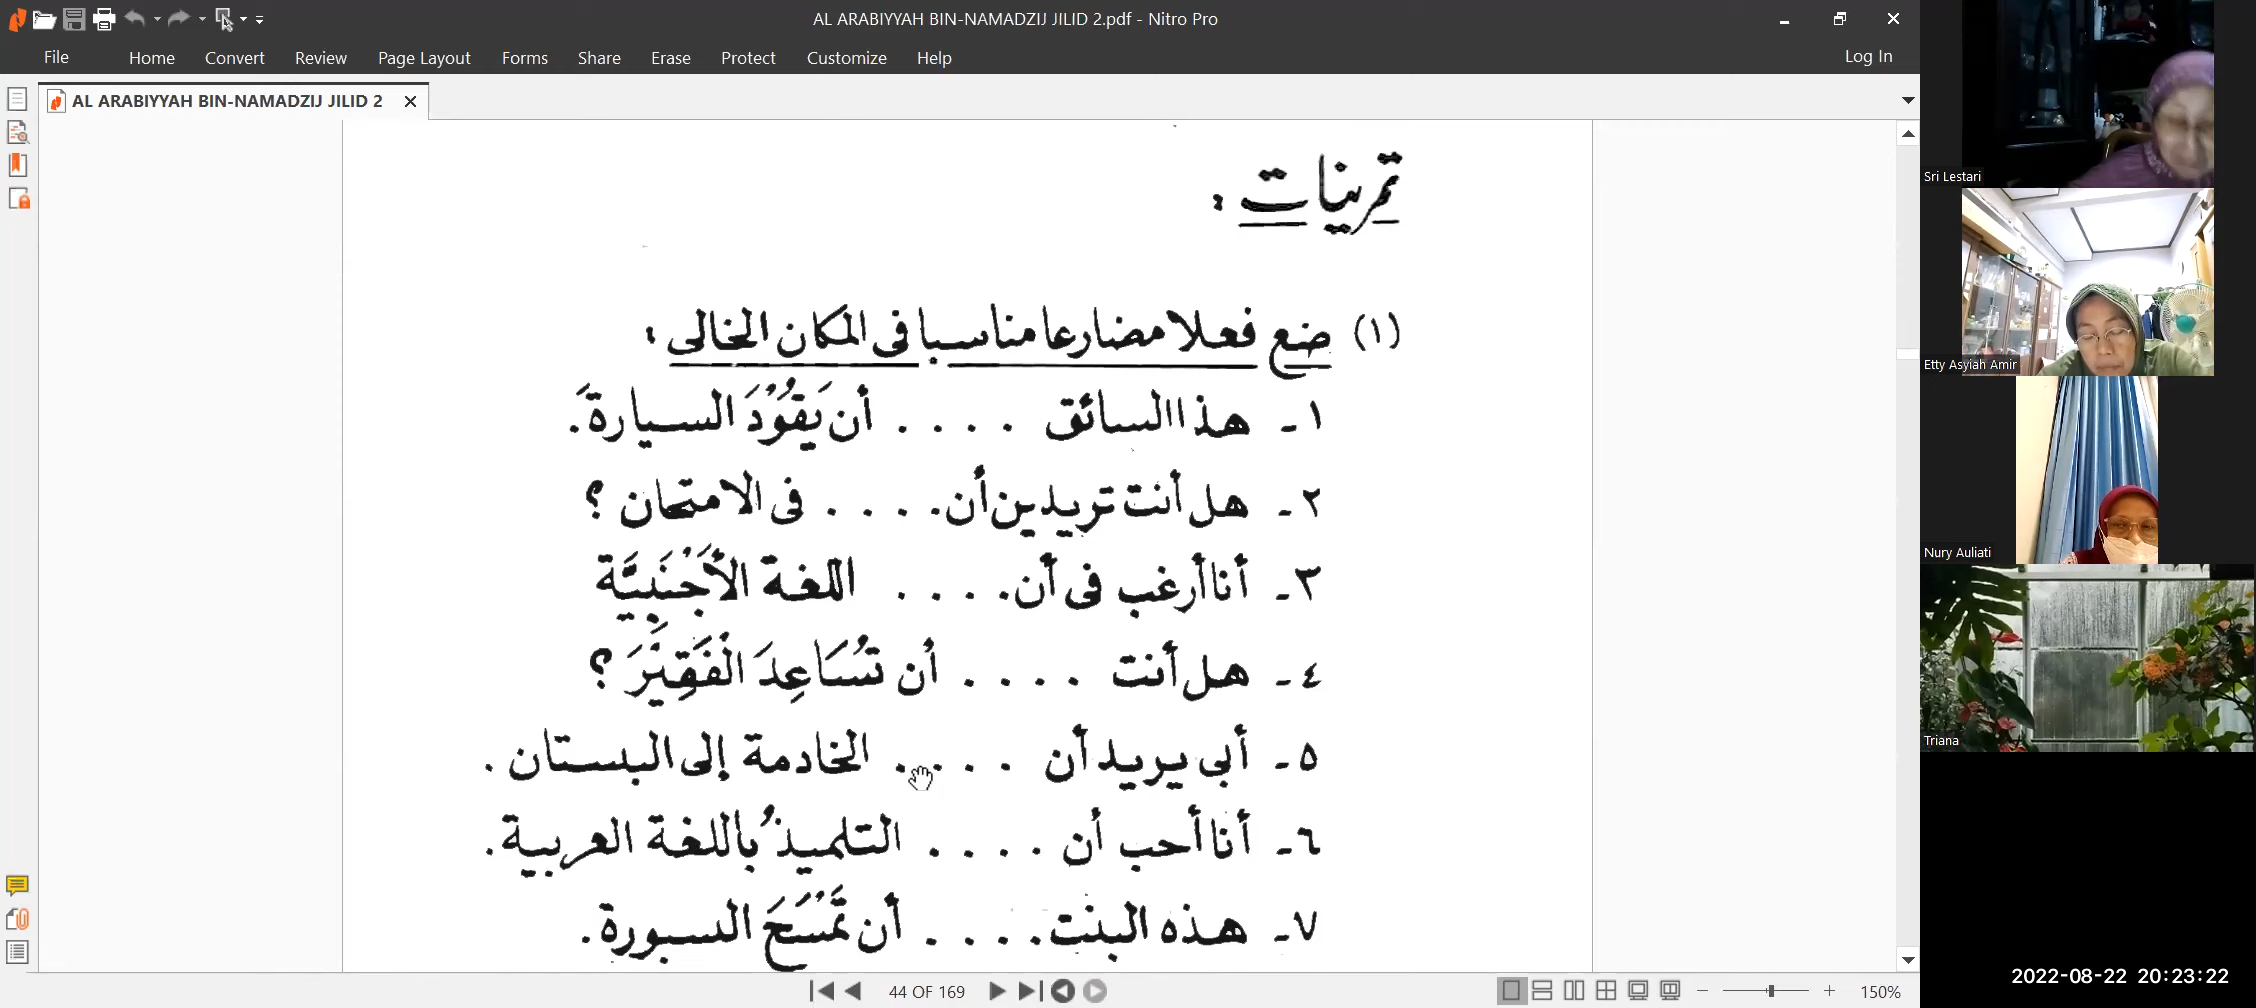 AL ARABIYYAH BIN-NAMADZIJ JILID 2.pdf - Nitro Pro
File Home Convert Review Page Layout Forms Share Erase Protect Customize Help Log In
AL ARABIYYAH BIN-NAMADZIJ JILID 2
تمرينات :
(١) ضع فعلا مضارعا مناسبا فى المكان الخالى :
١ - هذا السائق . . . . أن يَقُوْدَ السيارةَ.
٢ - هل أنت تريدين أن . . . . فى الامتحان ؟
٣ - أنا أرغب فى أن . . . . اللغة الأَجْنَبِيَّة
٤ - هل أنت . . . . أن تُسَاعِدَ الْفَقِيْرَ ؟
٥ - أبي يريد أن . . . . الخادمة إلى البستان .
٦ - أنا أحب أن . . . . التلميذُ باللغة العربية .
٧ - هذه البنت . . . . أن تَمْسَحَ السبورة .
44 OF 169
150%
Sri Lestari
Etty Asyiah Amir
Nury Auliati
Triana
2022-08-22 20:23:22